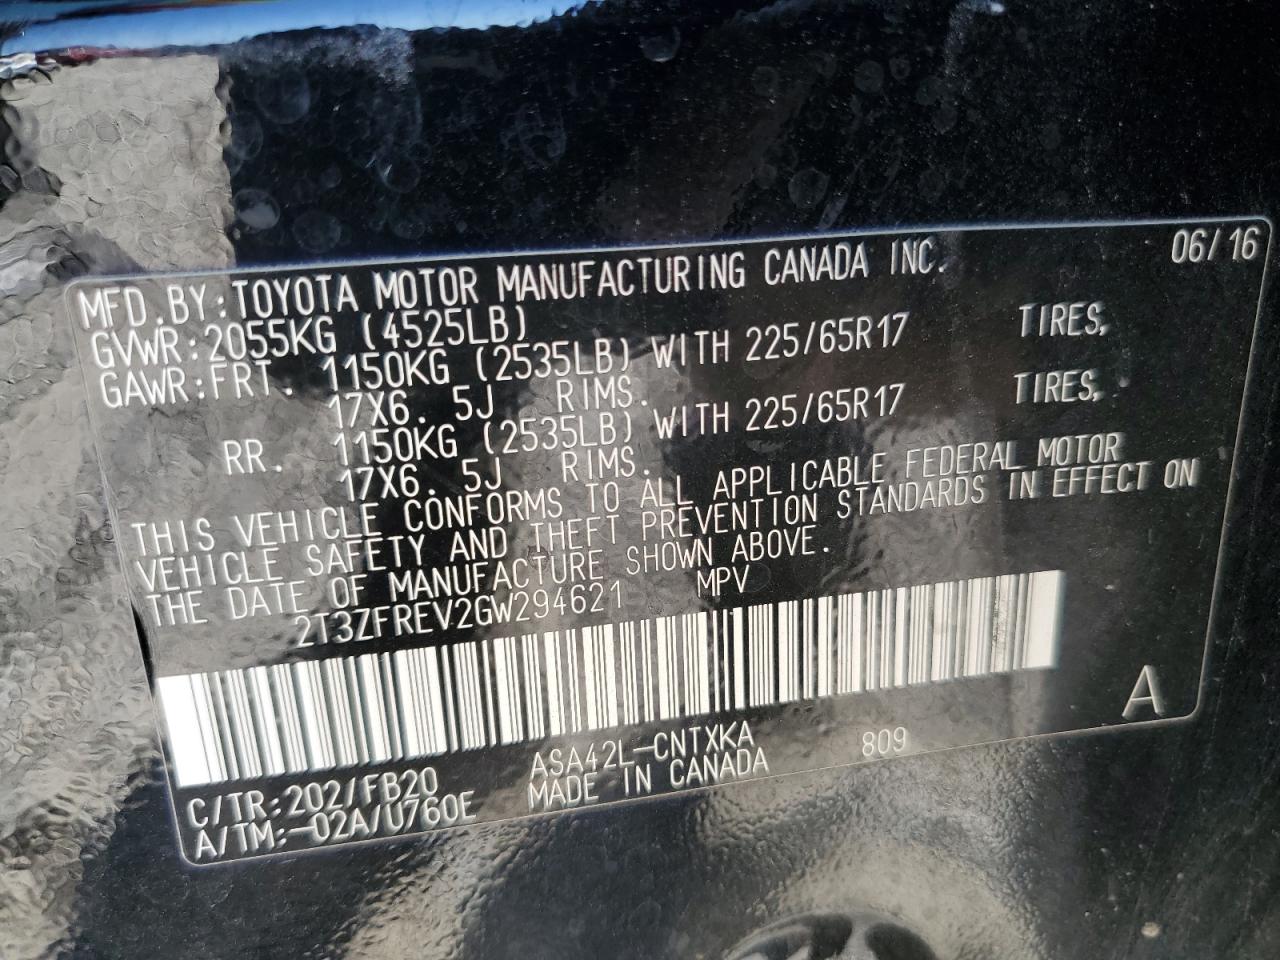 MFD.BY:TOYOTA MOTOR MANUFACTURING CANADA INC. 06/16
GVWR:2055KG (4525LB)
GAWR:FRT. 1150KG (2535LB) WITH 225/65R17 TIRES,
17X6.5J RIMS.
RR. 1150KG (2535LB) WITH 225/65R17 TIRES,
17X6.5J RIMS.
THIS VEHICLE CONFORMS TO ALL APPLICABLE FEDERAL MOTOR
VEHICLE SAFETY AND THEFT PREVENTION STANDARDS IN EFFECT ON
THE DATE OF MANUFACTURE SHOWN ABOVE.
2T3ZFREV2GW294621 MPV
A
C/TR:202/FB20 ASA42L-CNTXKA 809
A/TM:-02A/U760E MADE IN CANADA